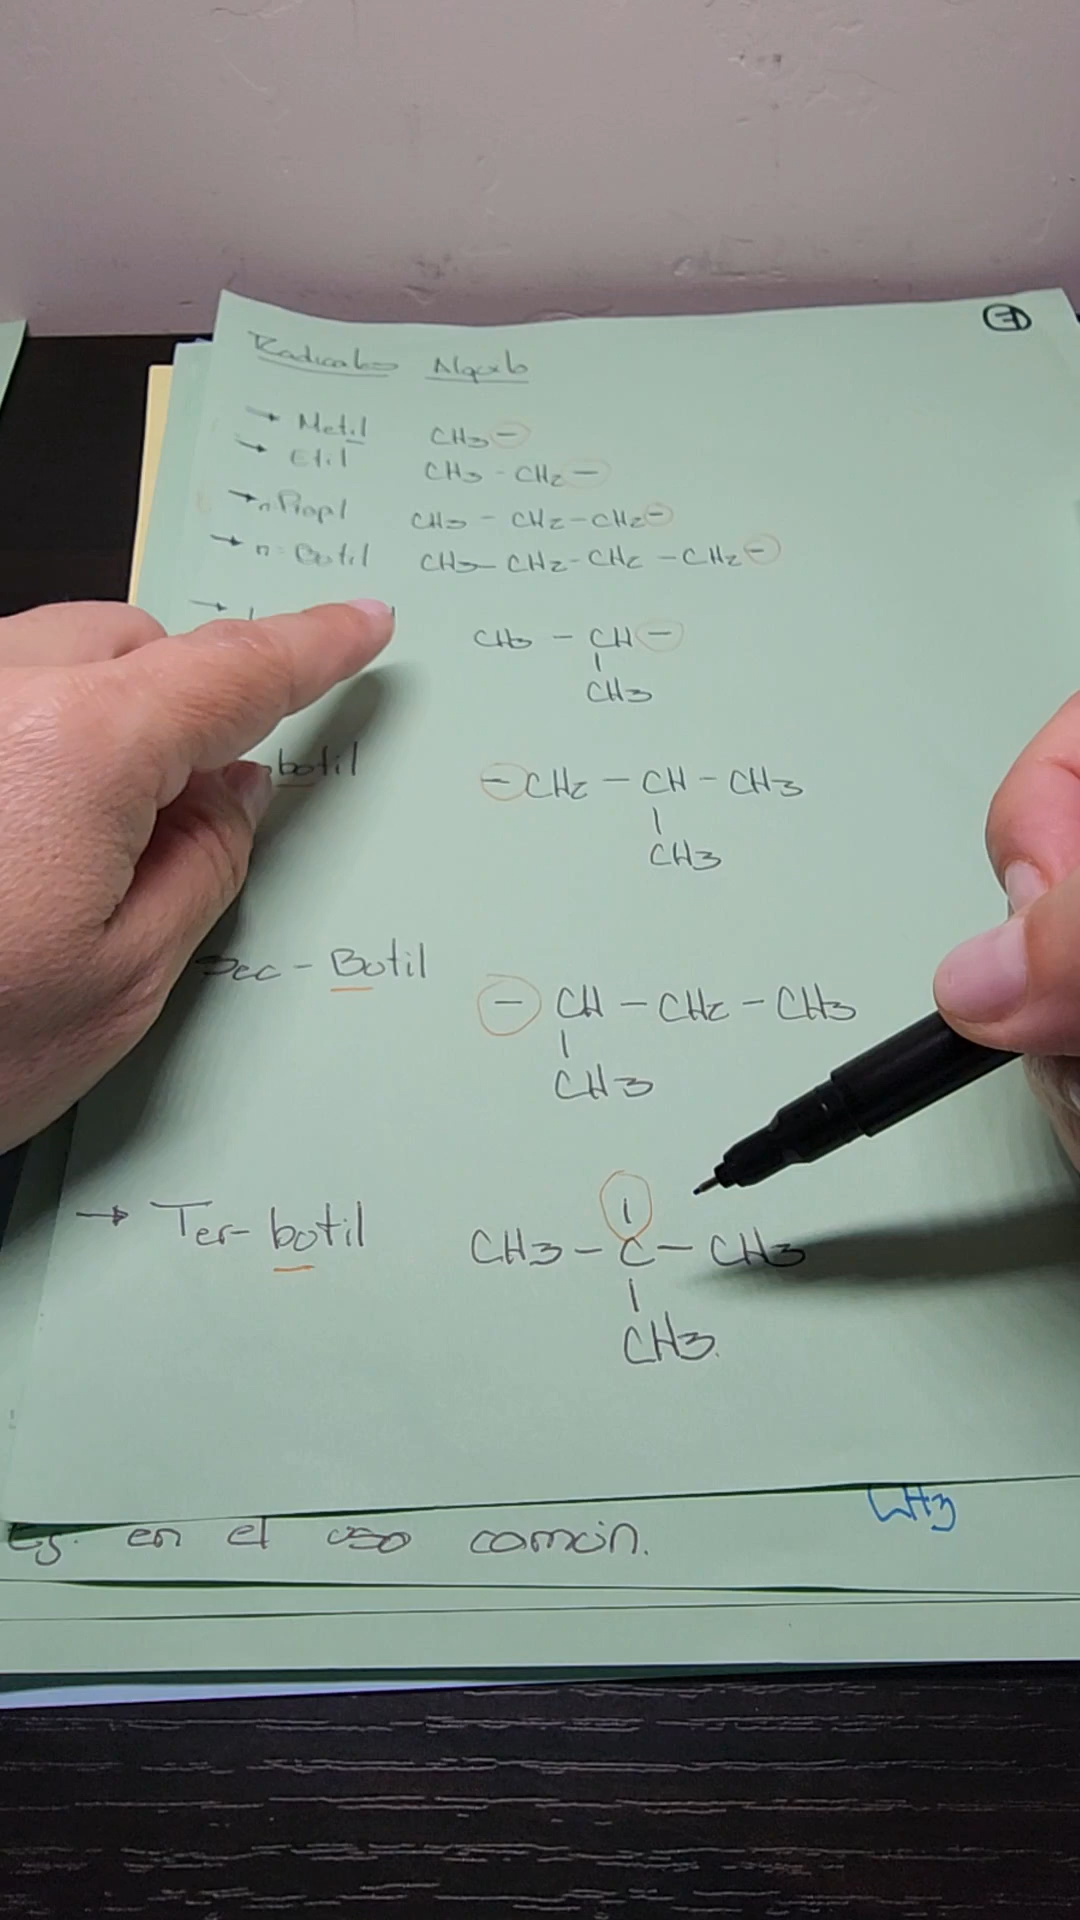 Radicales Alquilo
→ Metil CH3-
→ Etil CH3 - CH2 -
→ n-Propil CH3 - CH2 - CH2 -
→ n-Butil CH3 - CH2 - CH2 - CH2 -
→
CH3 - CH -
|
CH3
butil - CH2 - CH - CH3
|
CH3
Sec - Butil - CH - CH2 - CH3
|
CH3
|
→ Ter- butil CH3 - C - CH3
|
CH3.
CH3
en el uso común.